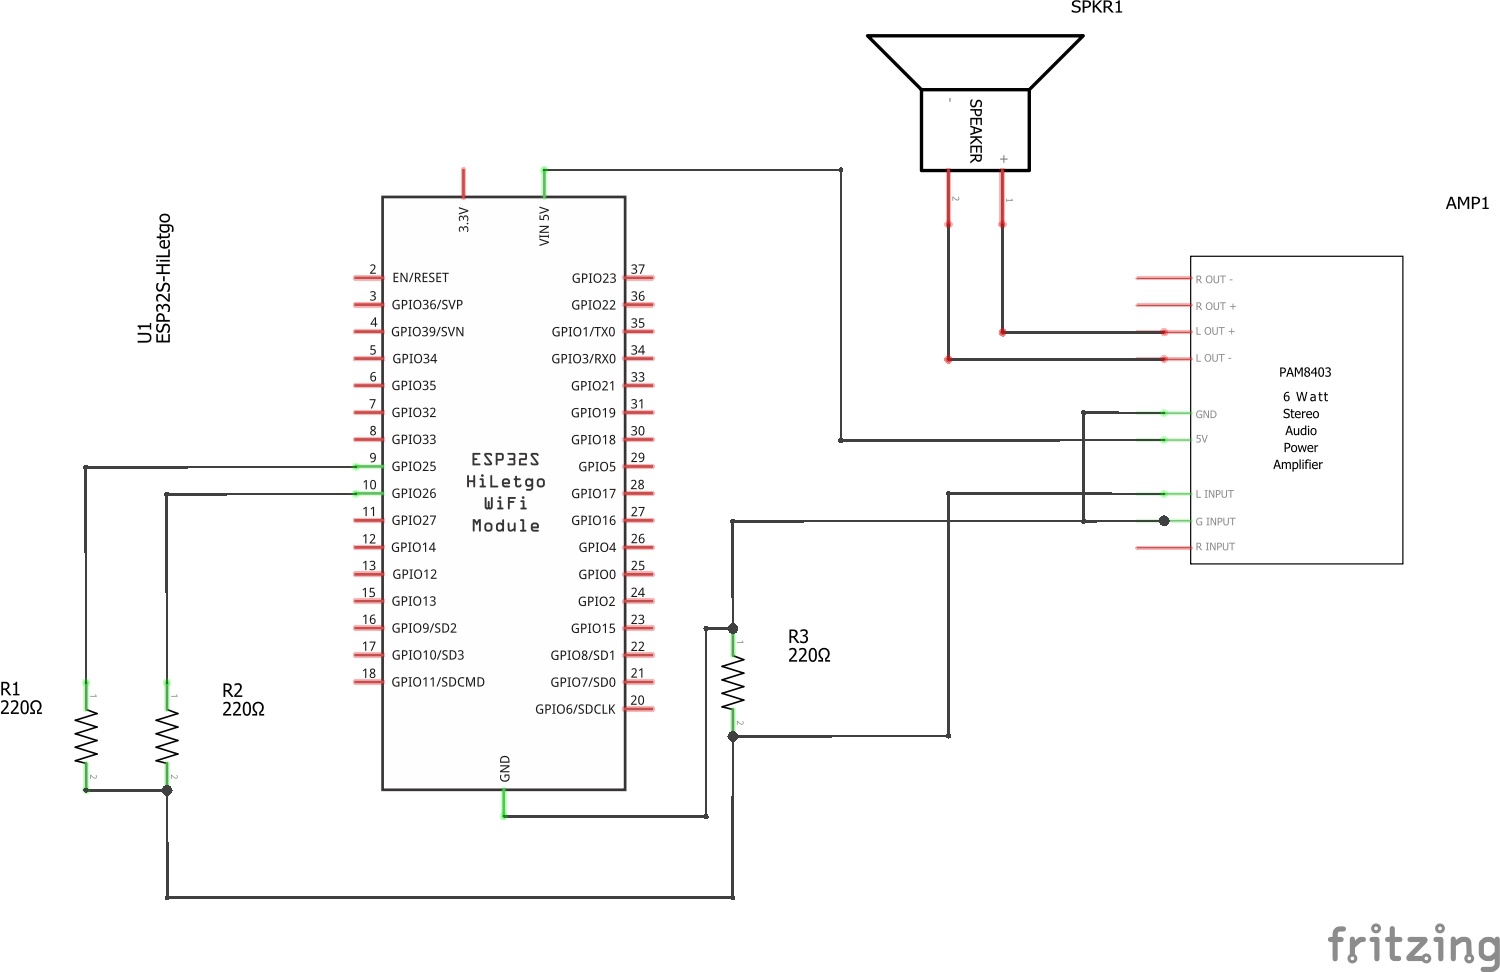 SPKR1
-
SPEAKER
+
2
1
AMP1
R OUT -
R OUT +
L OUT +
L OUT -
GND
5V
L INPUT
G INPUT
R INPUT
PAM8403
6 Watt
Stereo
Audio
Power
Amplifier
U1
ESP32S-HiLetgo
3.3V
VIN 5V
2 EN/RESET
3 GPIO36/SVP
4 GPIO39/SVN
5 GPIO34
6 GPIO35
7 GPIO32
8 GPIO33
9 GPIO25
10 GPIO26
11 GPIO27
12 GPIO14
13 GPIO12
15 GPIO13
16 GPIO9/SD2
17 GPIO10/SD3
18 GPIO11/SDCMD
ESP32S
HiLetgo
WiFi
Module
GPIO23 37
GPIO22 36
GPIO1/TX0 35
GPIO3/RX0 34
GPIO21 33
GPIO19 31
GPIO18 30
GPIO5 29
GPIO17 28
GPIO16 27
GPIO4 26
GPIO0 25
GPIO2 24
GPIO15 23
GPIO8/SD1 22
GPIO7/SD0 21
GPIO6/SDCLK 20
GND
R1
220Ω
1
2
R2
220Ω
1
2
R3
220Ω
1
2
fritzing